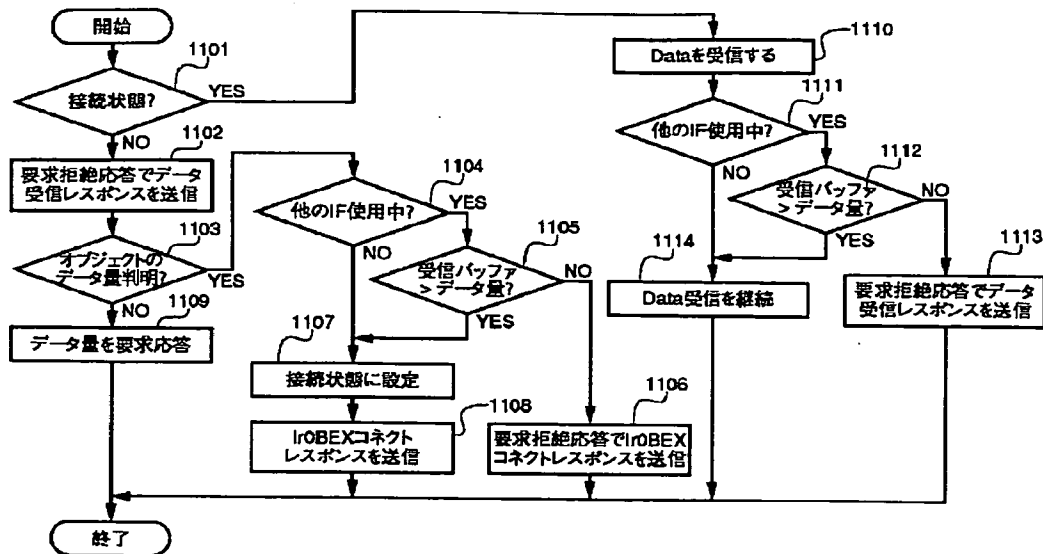 開始
1101
接続状態?
YES
NO
1102
要求拒絶応答でデータ
受信レスポンスを送信
1103
オブジェクトの
データ量判明?
YES
NO
1109
データ量を要求応答
1104
他のIF使用中?
YES
NO
1105
受信バッファ
>データ量?
NO
YES
1107
接続状態に設定
1108
IrOBEXコネクト
レスポンスを送信
1106
要求拒絶応答でIrOBEX
コネクトレスポンスを送信
1110
Dataを受信する
1111
他のIF使用中?
YES
NO
1112
受信バッファ
>データ量?
NO
YES
1114
Data受信を継続
1113
要求拒絶応答でデータ
受信レスポンスを送信
終了